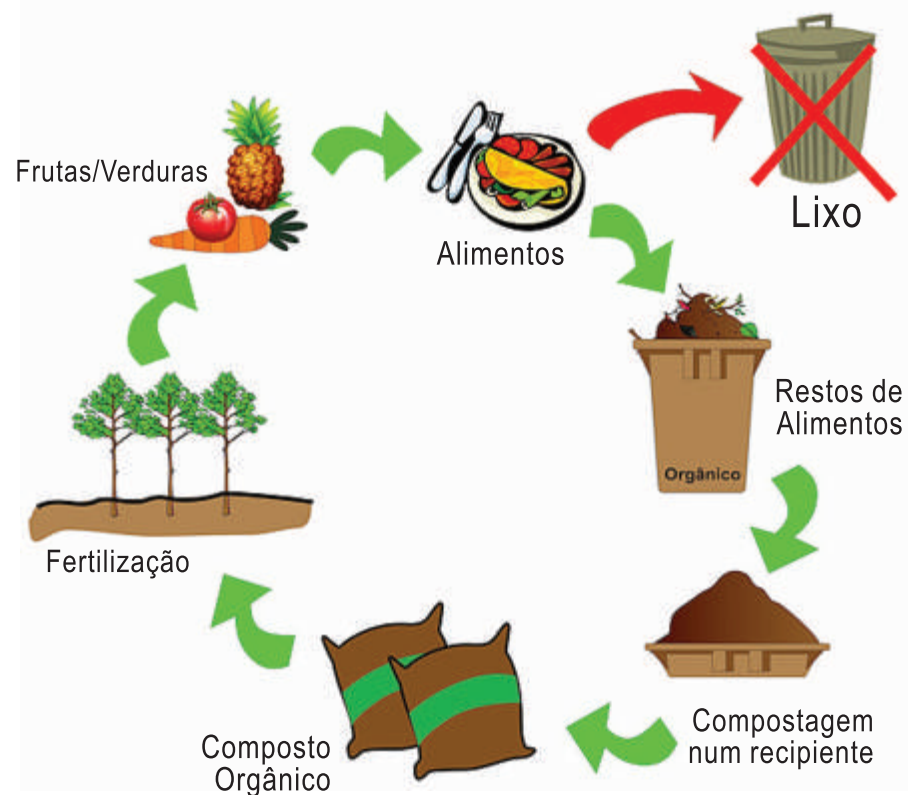 Frutas/Verduras
Alimentos
Lixo
Restos de
Alimentos
Orgânico
Compostagem
num recipiente
Composto
Orgânico
Fertilização